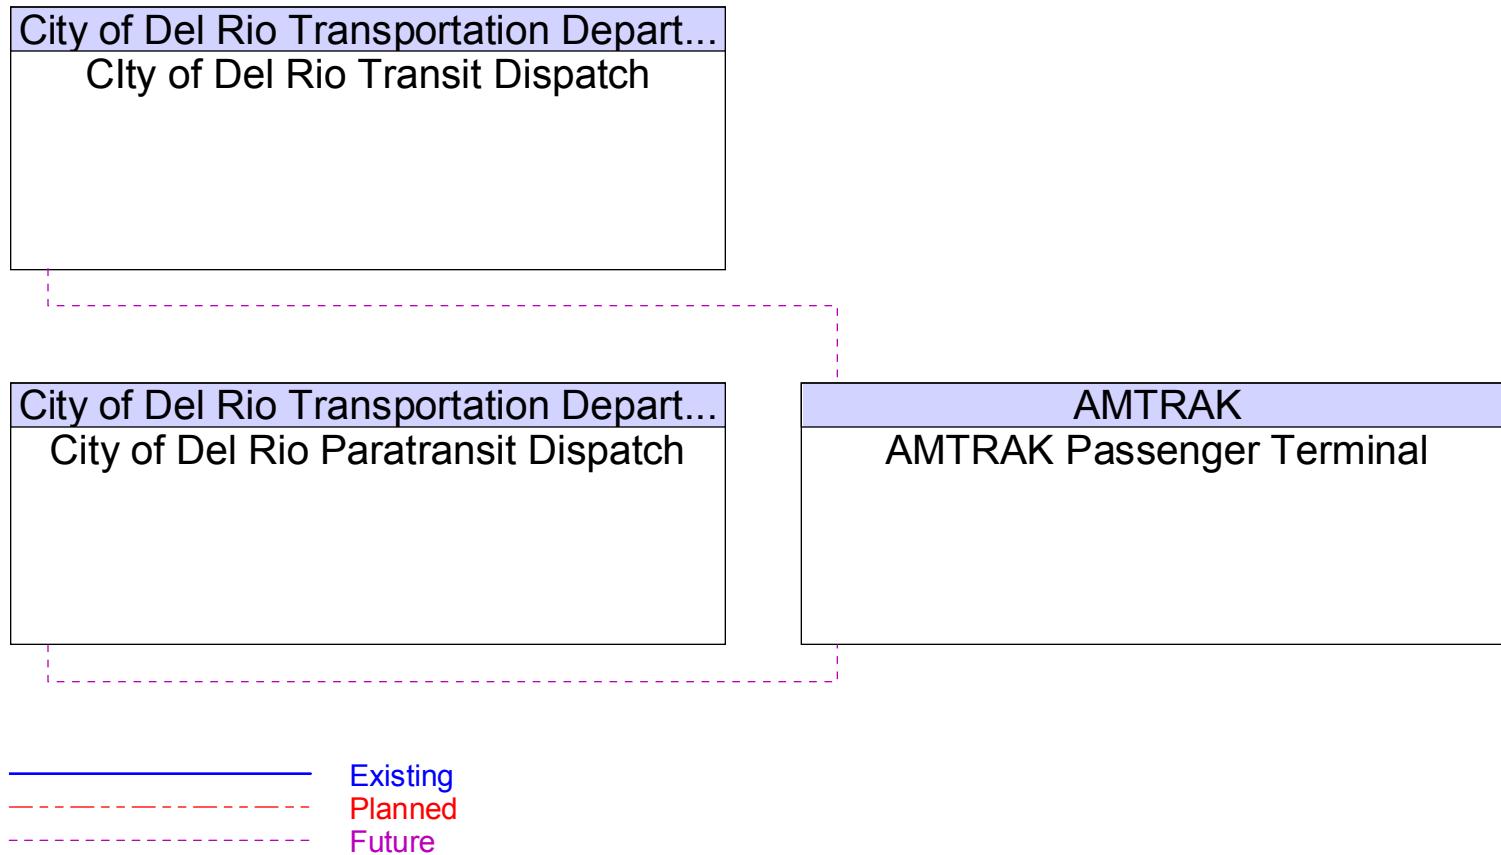 City of Del Rio Transportation Depart...
CIty of Del Rio Transit Dispatch
City of Del Rio Transportation Depart...
City of Del Rio Paratransit Dispatch
AMTRAK
AMTRAK Passenger Terminal
Existing
Planned
Future